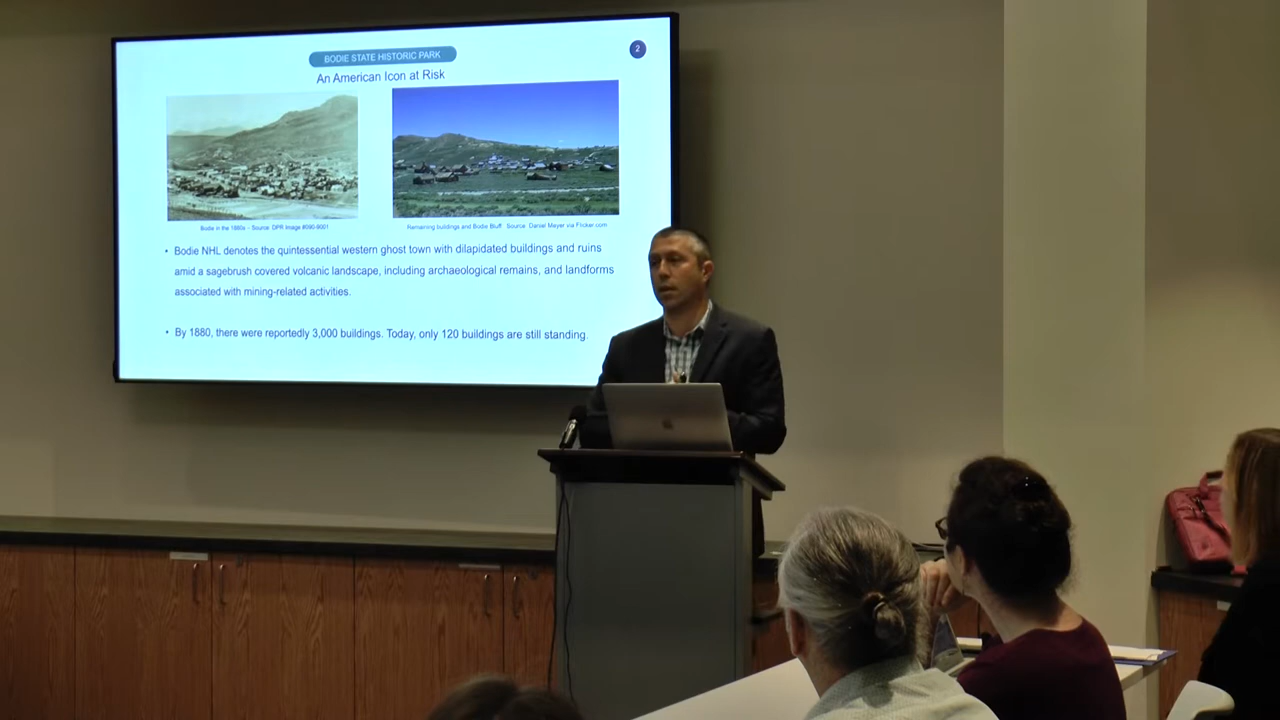 BODIE STATE HISTORIC PARK
2
An American Icon at Risk
Bodie in the 1880s – Source DPR Image #090-9001
Remaining buildings and Bodie Bluff Source Daniel Mayer via Flicker.com
• Bodie NHL denotes the quintessential western ghost town with dilapidated buildings and ruins
amid a sagebrush covered volcanic landscape, including archaeological remains, and landforms
associated with mining-related activities.
• By 1880, there were reportedly 3,000 buildings. Today, only 120 buildings are still standing.